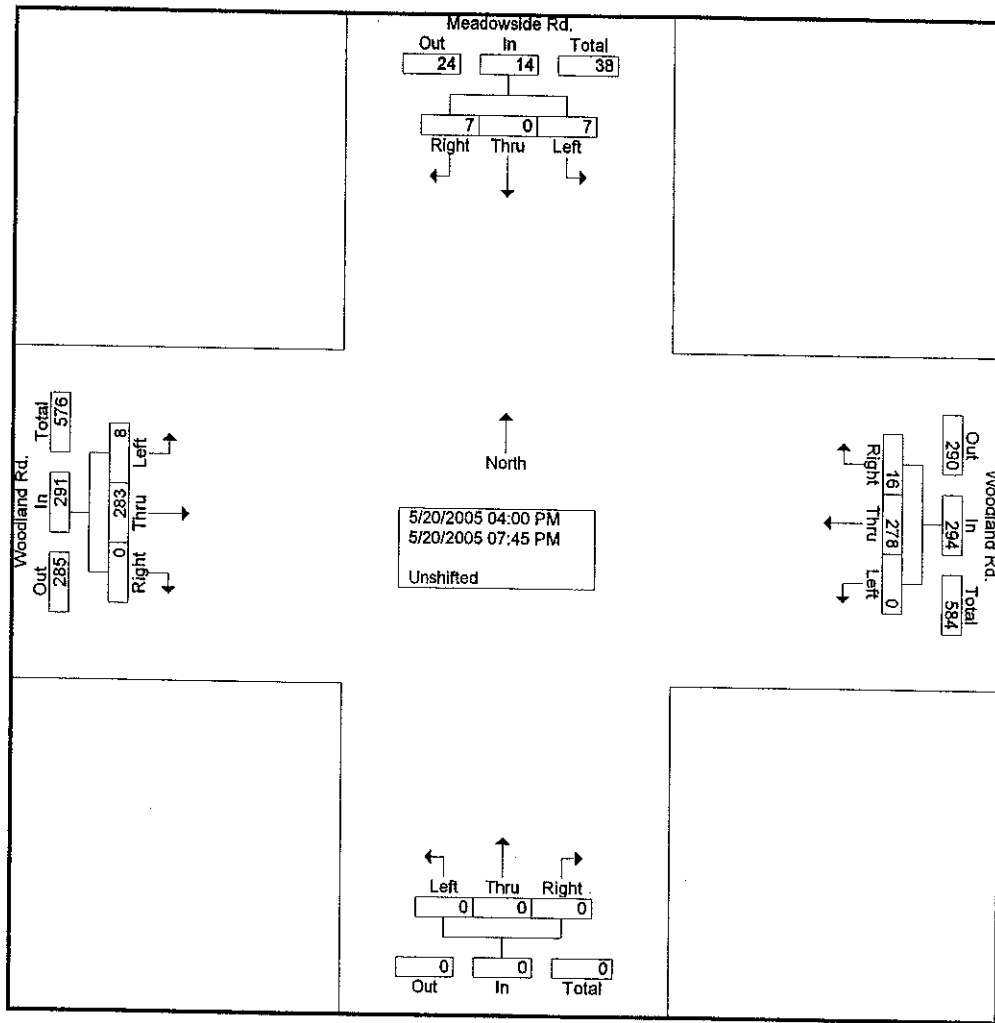 Meadowside Rd.
Out In Total
24 14 38
7 0 7
Right Thru Left
Woodland Rd.
Total In Out
576 291 285
8 283 0
Left Thru Right
North
5/20/2005 04:00 PM
5/20/2005 07:45 PM
Unshifted
Right Thru Left
16 278 0
Out In Total
290 294 584
Woodland Rd.
Left Thru Right
0 0 0
0 0 0
Out In Total